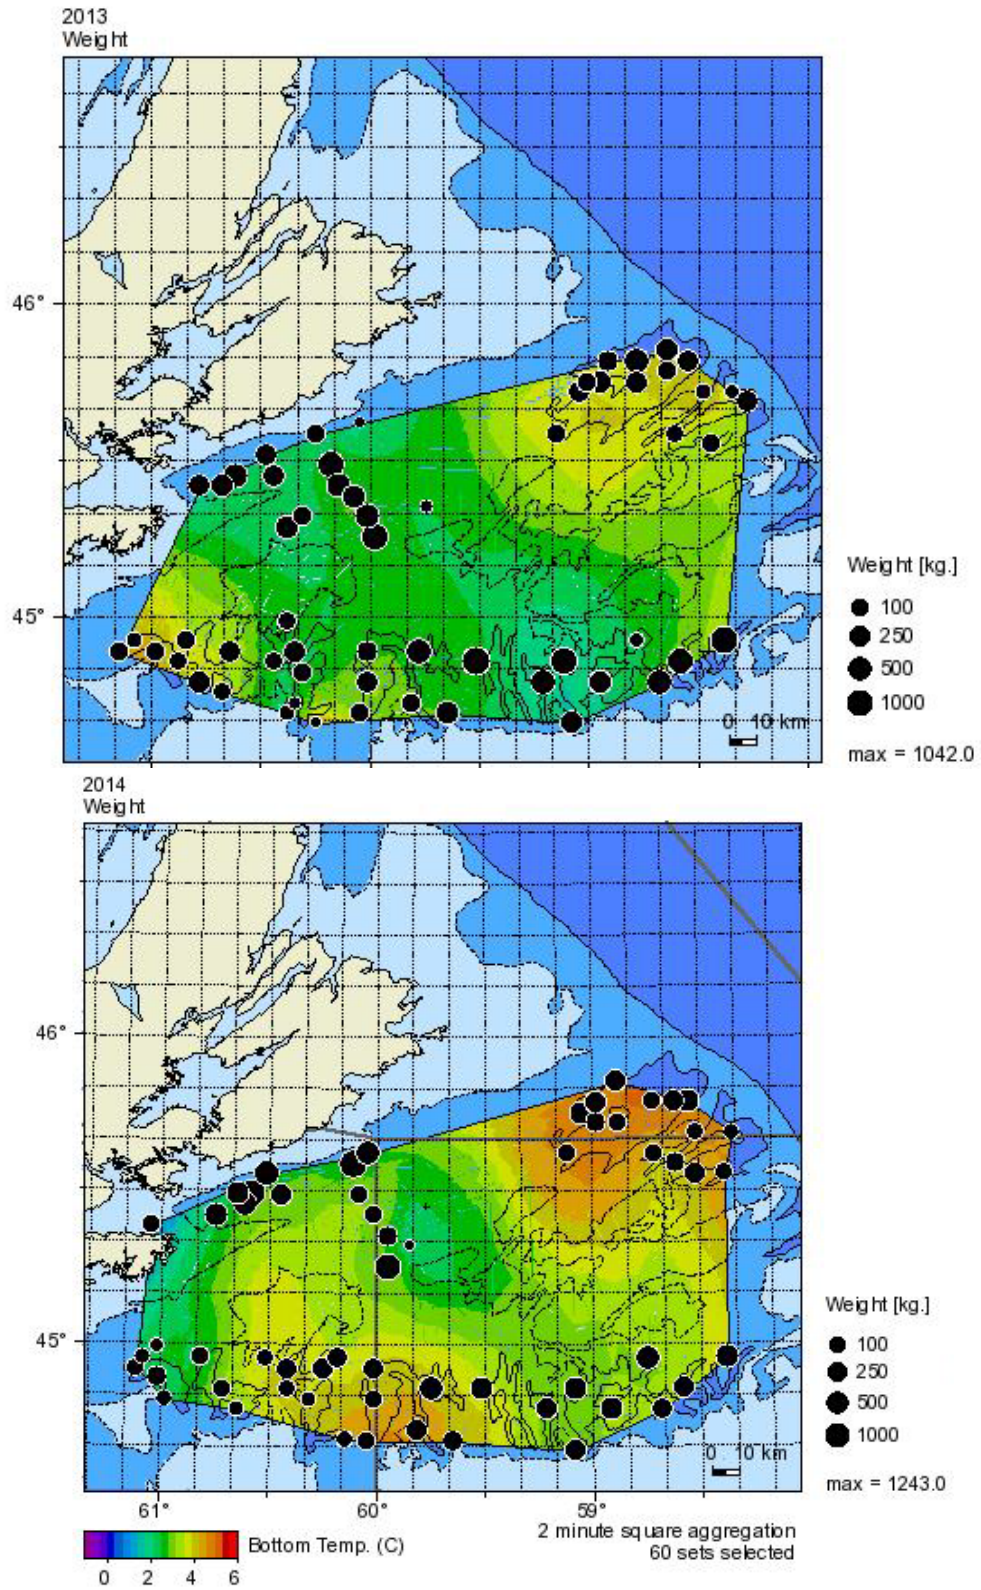 2013
Weight
46°
45°
Weight [kg.]
100
250
500
1000
max = 1042.0
0 10 km
2014
Weight
46°
45°
Weight [kg.]
100
250
500
1000
max = 1243.0
0 10 km
61° 60° 59°
Bottom Temp. (C)
0 2 4 6
2 minute square aggregation
60 sets selected